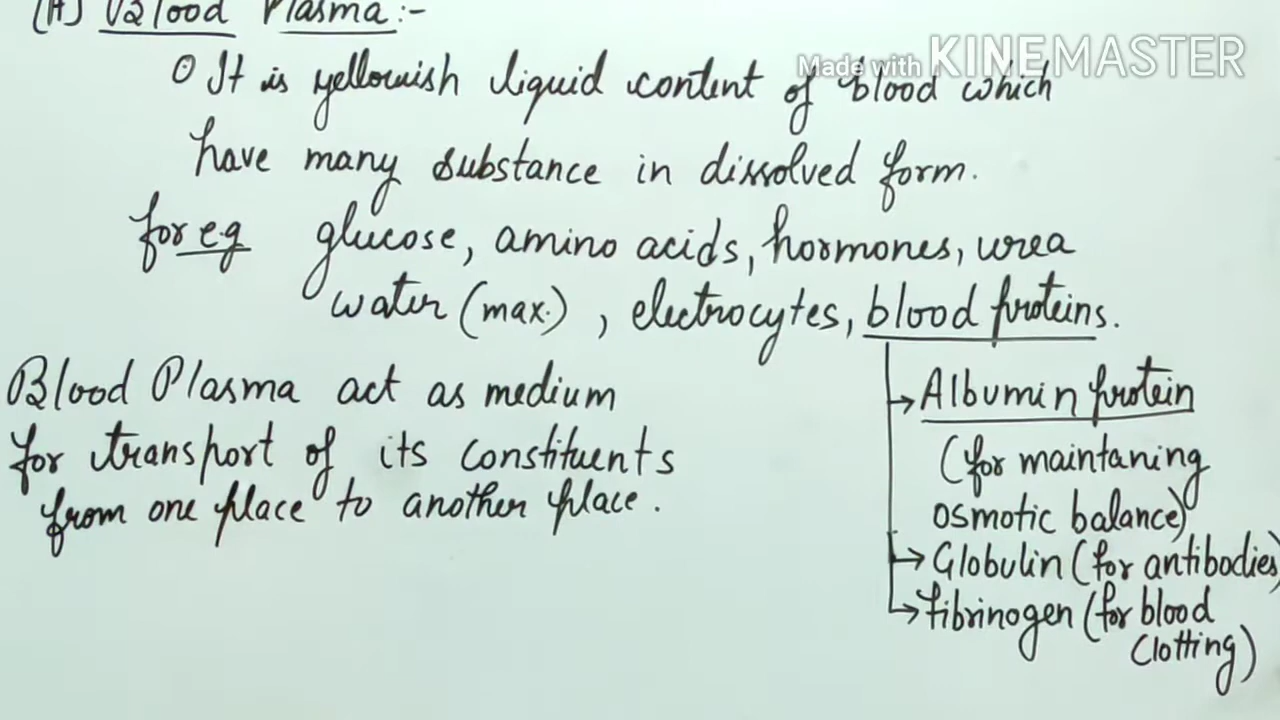 (A) Blood Plasma:-
Made with KINEMASTER
It is yellowish liquid content of blood which
have many substance in dissolved form.
for e.g glucose, amino acids, hormones, urea
water (max.), electrocytes, blood proteins.
Blood Plasma act as medium
for transport of its constituents
from one place to another place.
→ Albumin protein
(for maintaning
osmotic balance)
→ Globulin (for antibodies)
→ fibrinogen (for blood
clotting)